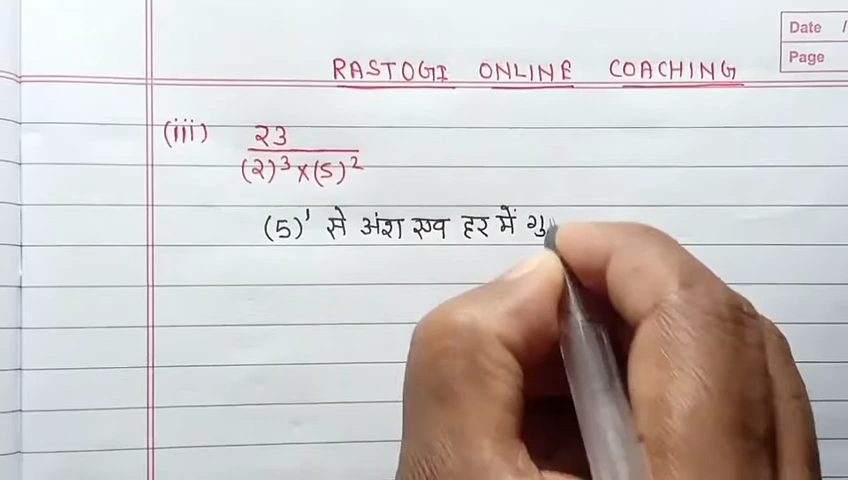 Date /
Page
RASTOGI ONLINE COACHING
(iii) 23
(2)³×(5)²
(5)¹ से अंश एव हर में गु